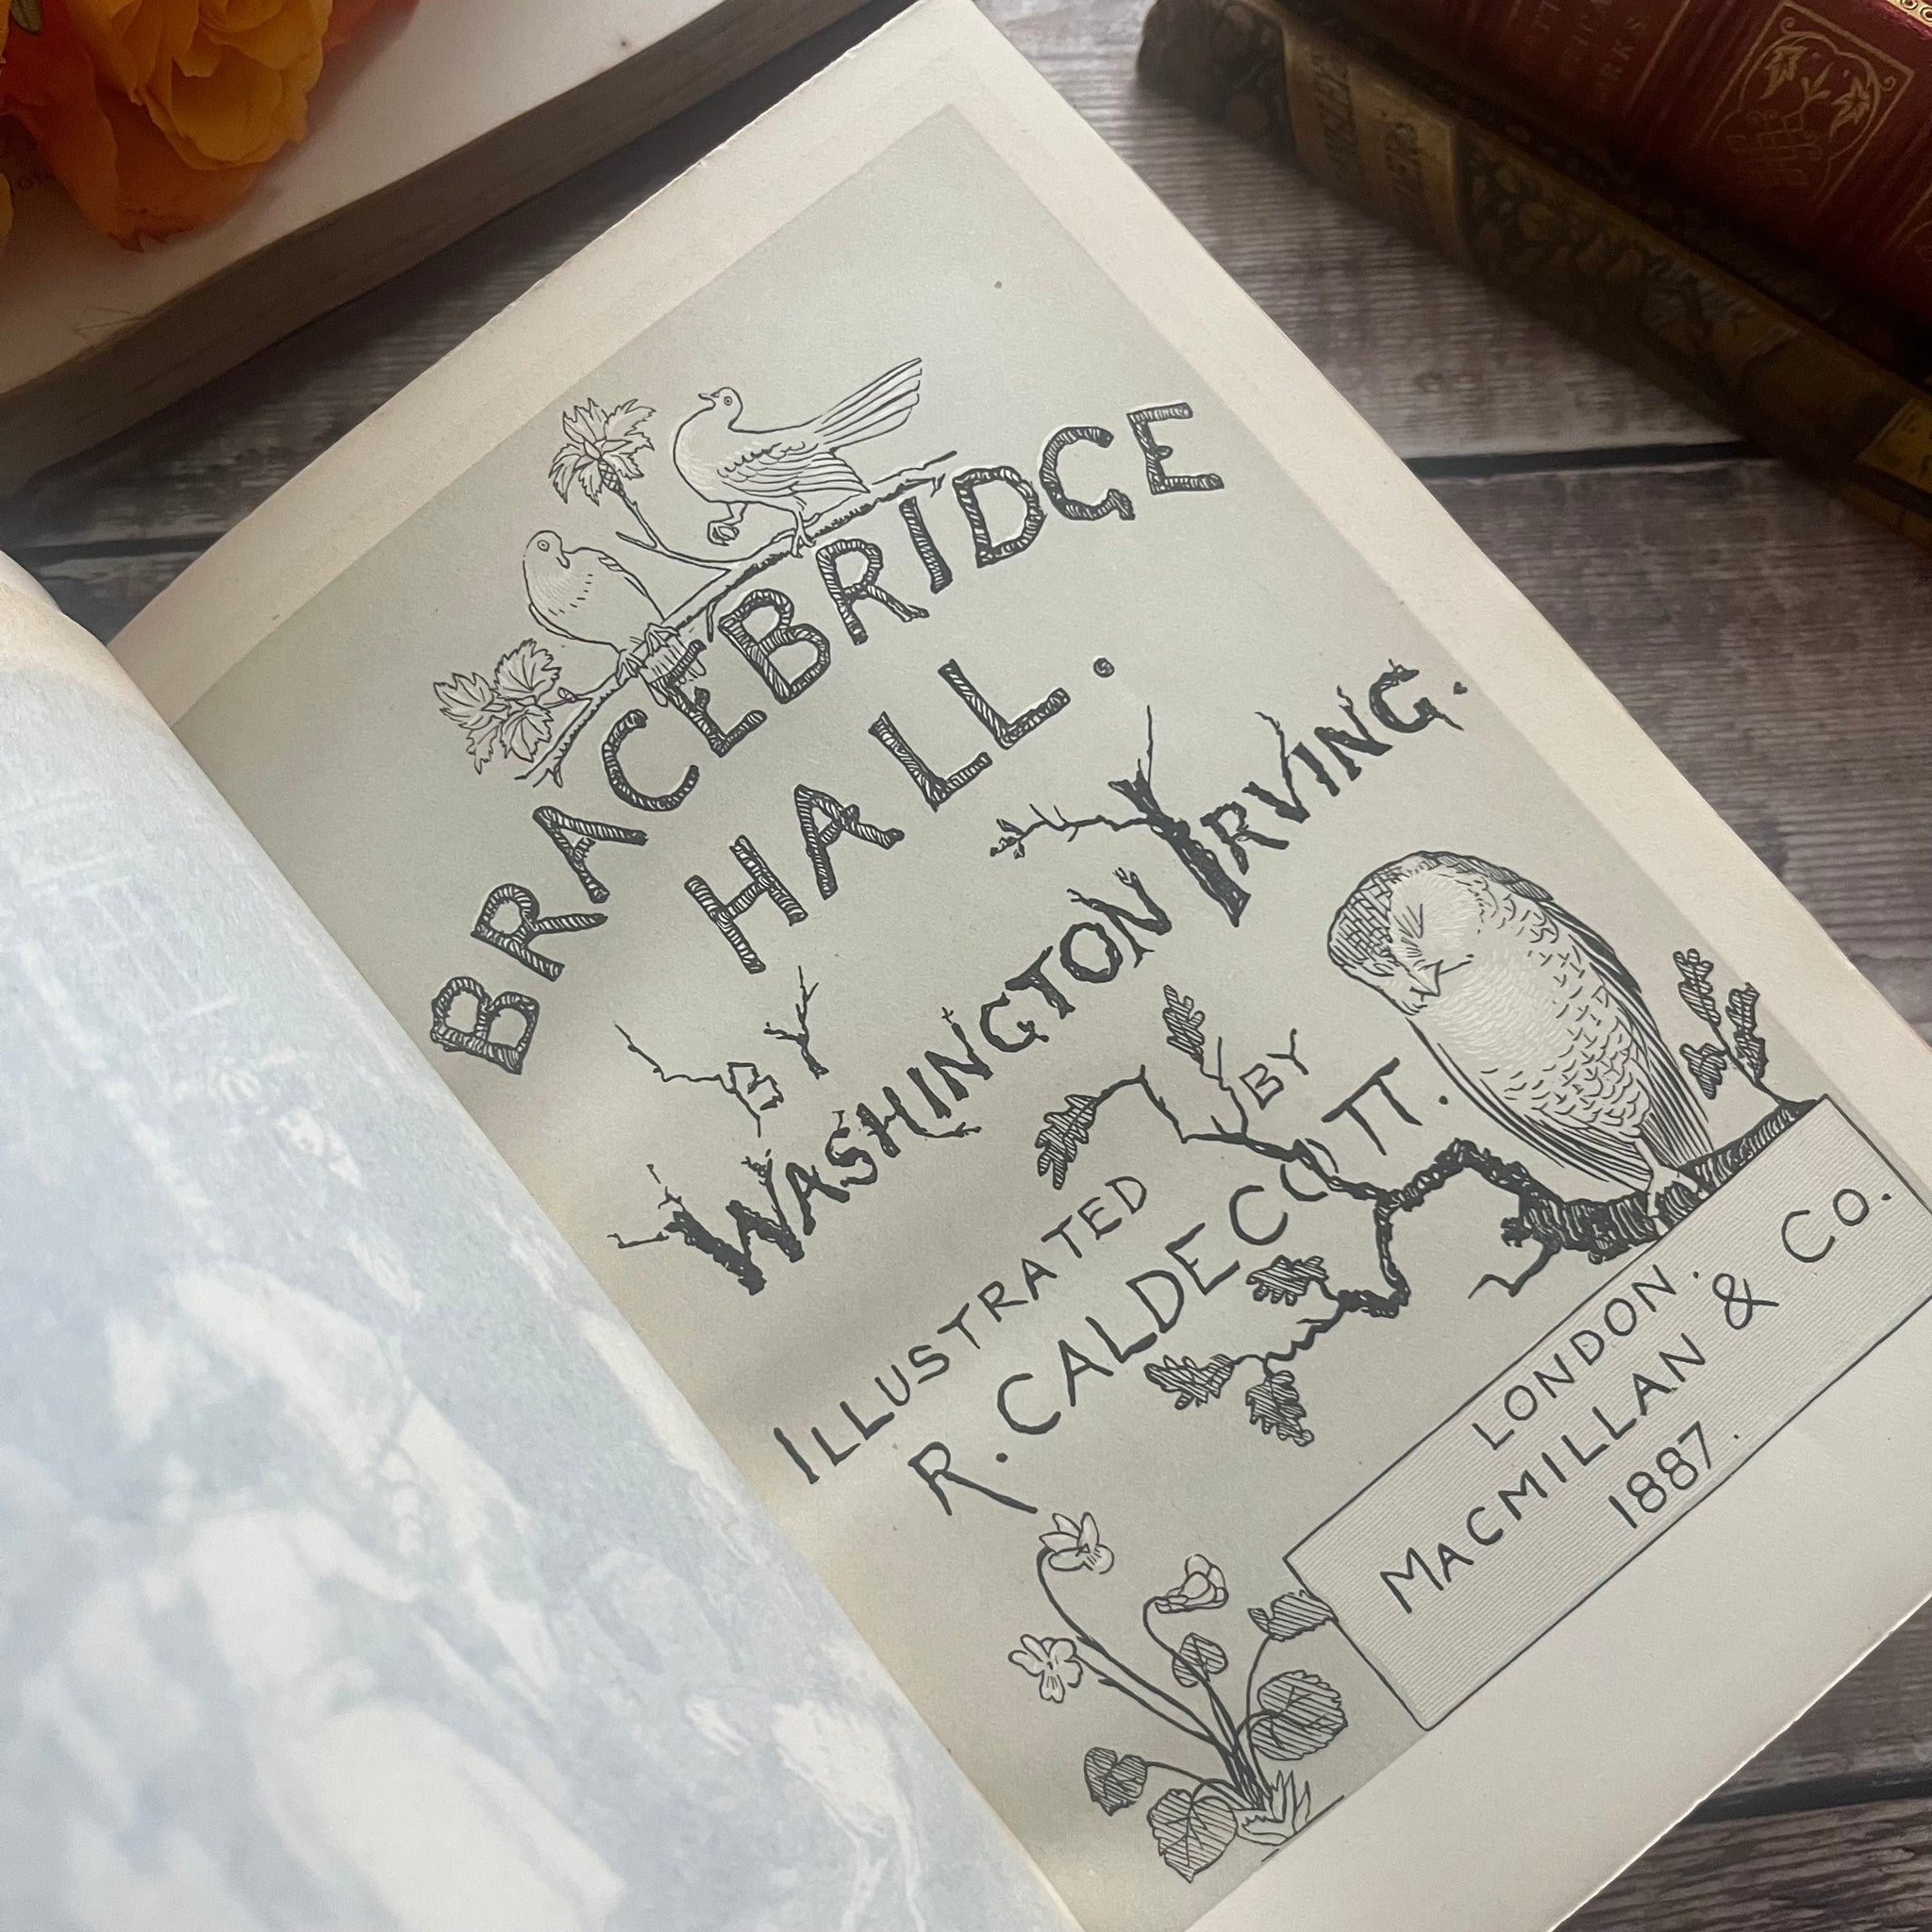 BRACEBRIDGE
HALL.
BY
WASHINGTON IRVING.
ILLUSTRATED BY
R. CALDECOTT.
LONDON.
MACMILLAN & CO.
1887.